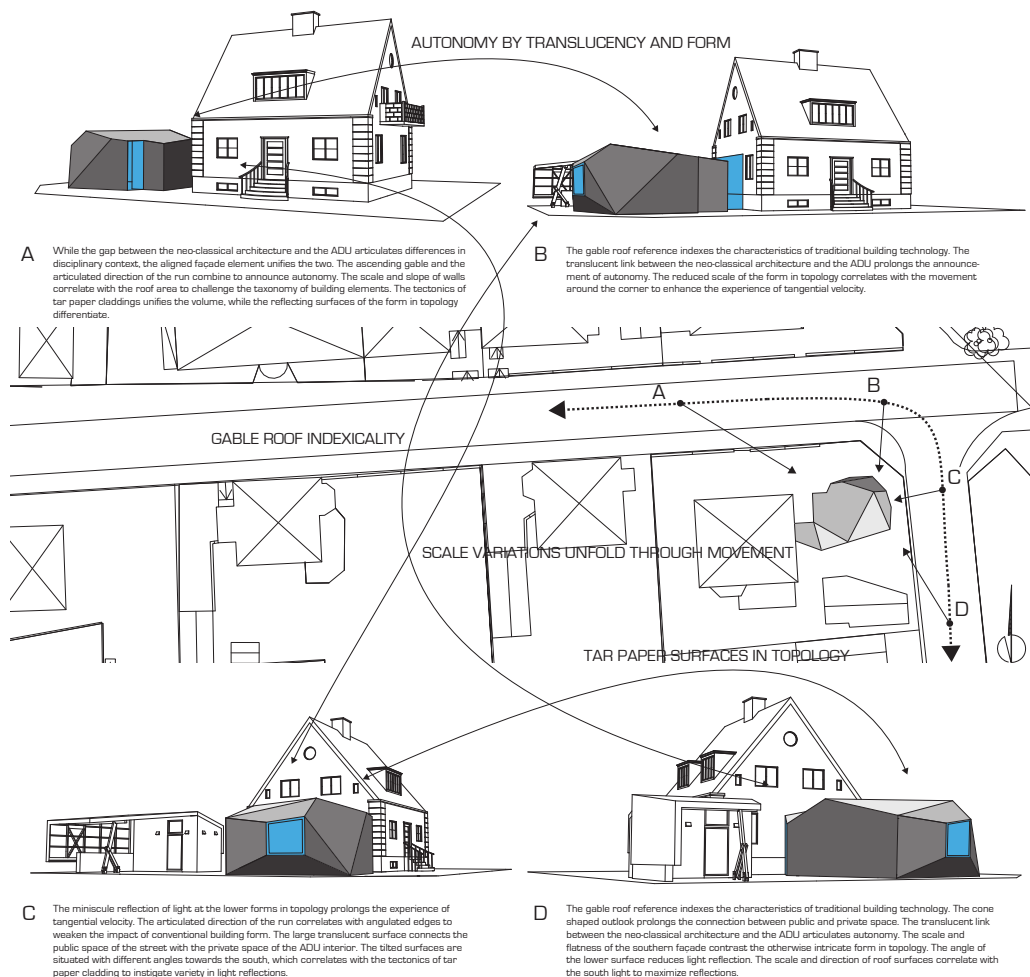 AUTONOMY BY TRANSLUCENCY AND FORM
A
While the gap between the neo-classical architecture and the ADU articulates differences in
disciplinary context, the aligned façade element unifies the two. The ascending gable and the
articulated direction of the run combine to announce autonomy. The scale and slope of walls
correlate with the roof area to challenge the taxonomy of building elements. The tectonics of
tar paper claddings unifies the volume, while the reflecting surfaces of the form in topology
differentiate.
B
The gable roof reference indexes the characteristics of traditional building technology. The
translucent link between the neo-classical architecture and the ADU prolongs the announce-
ment of autonomy. The reduced scale of the form in topology correlates with the movement
around the corner to enhance the experience of tangential velocity.
A
B
GABLE ROOF INDEXICALITY
C
SCALE VARIATIONS UNFOLD THROUGH MOVEMENT
D
TAR PAPER SURFACES IN TOPOLOGY
C
The miniscule reflection of light at the lower forms in topology prolongs the experience of
tangential velocity. The articulated direction of the run correlates with angulated edges to
weaken the impact of conventional building form. The large translucent surface connects the
public space of the street with the private space of the ADU interior. The tilted surfaces are
situated with different angles towards the south, which correlates with the tectonics of tar
paper cladding to instigate variety in light reflections.
D
The gable roof reference indexes the characteristics of traditional building technology. The cone
shaped outlook prolongs the connection between public and private space. The translucent link
between the neo-classical architecture and the ADU articulates autonomy. The scale and
flatness of the southern façade contrast the otherwise intricate form in topology. The angle of
the lower surface reduces light reflection. The scale and direction of roof surfaces correlate with
the south light to maximize reflections.